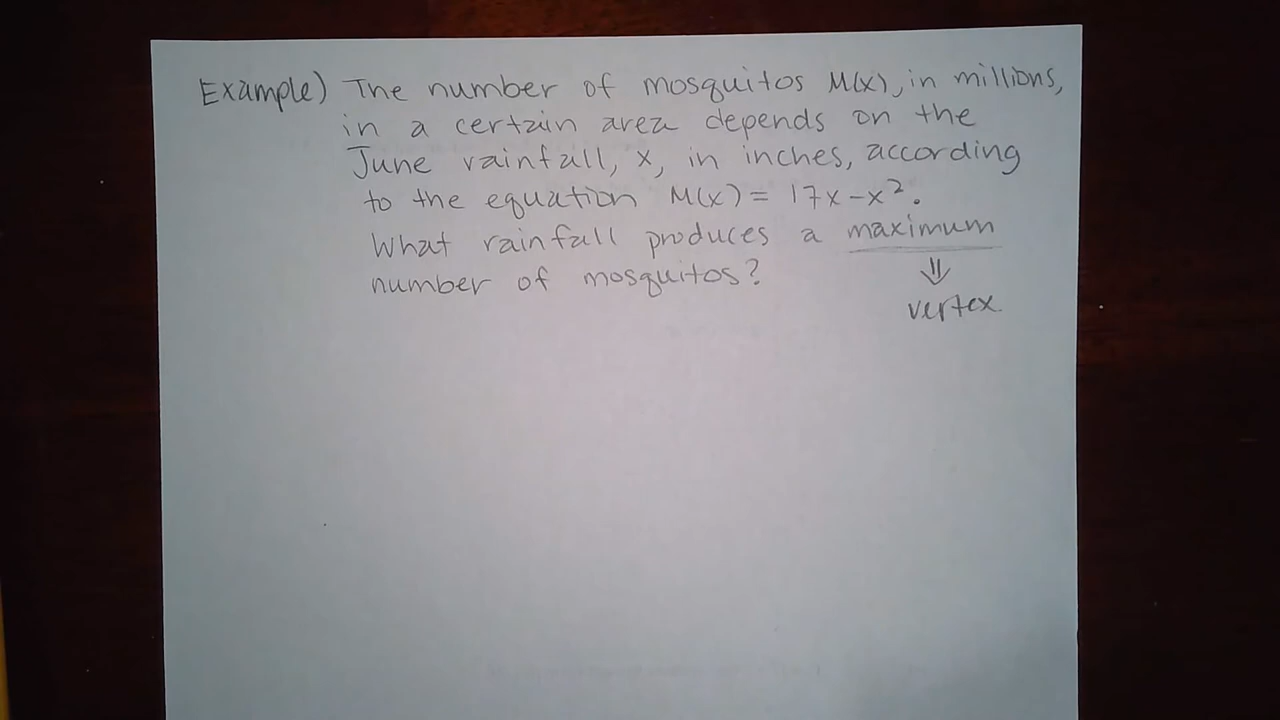 Example) The number of mosquitos M(x), in millions,
in a certain area depends on the
June rainfall, x, in inches, according
to the equation M(x) = 17x-x².
What rainfall produces a maximum
number of mosquitos?
⇓
vertex